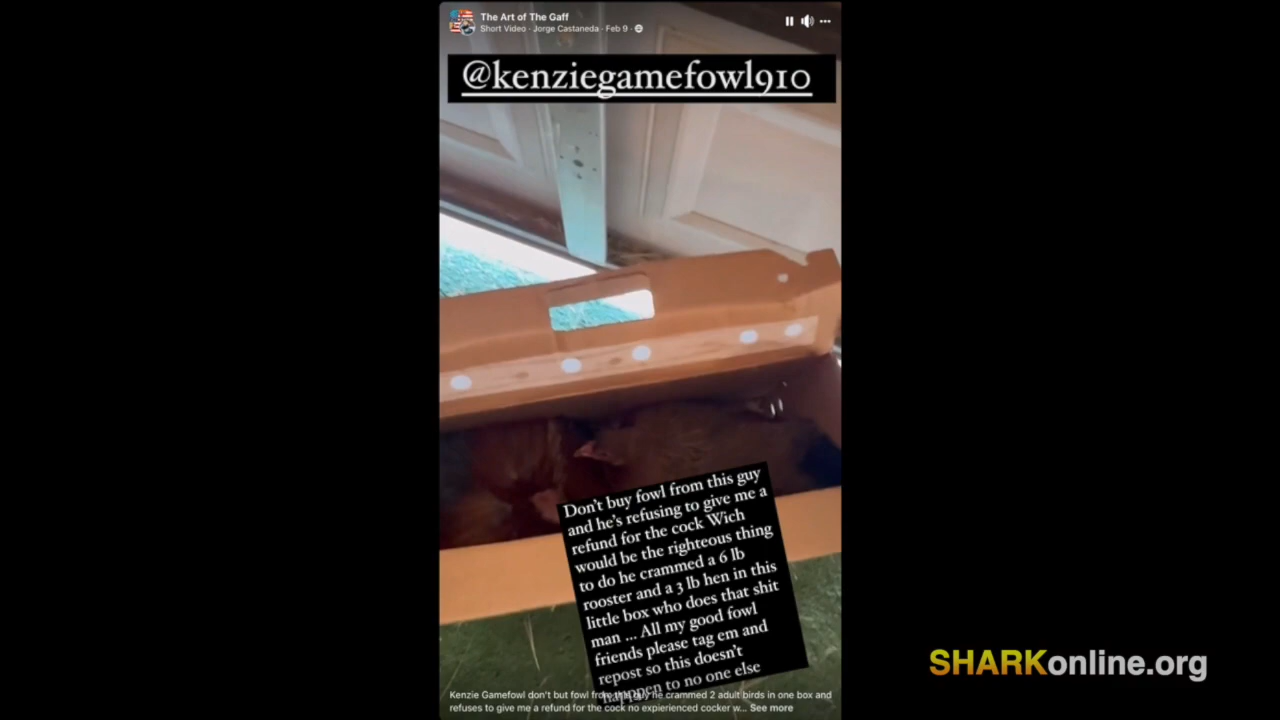 The Art of The Gaff
Short Video · Jorge Castaneda · Feb 9 ·
@kenziegamefowl910
Don't buy fowl from this guy
and he's refusing to give me a
refund for the cock Wich
would be the righteous thing
to do he crammed a 6 lb
rooster and a 3 lb hen in this
little box who does that shit
man ... All my good fowl
friends please tag em and
repost so this doesn't
happen to no one else
Kenzie Gamefowl don't but fowl from this guy he crammed 2 adult birds in one box and
refuses to give me a refund for the cock no expierienced cocker w... See more
SHARKonline.org